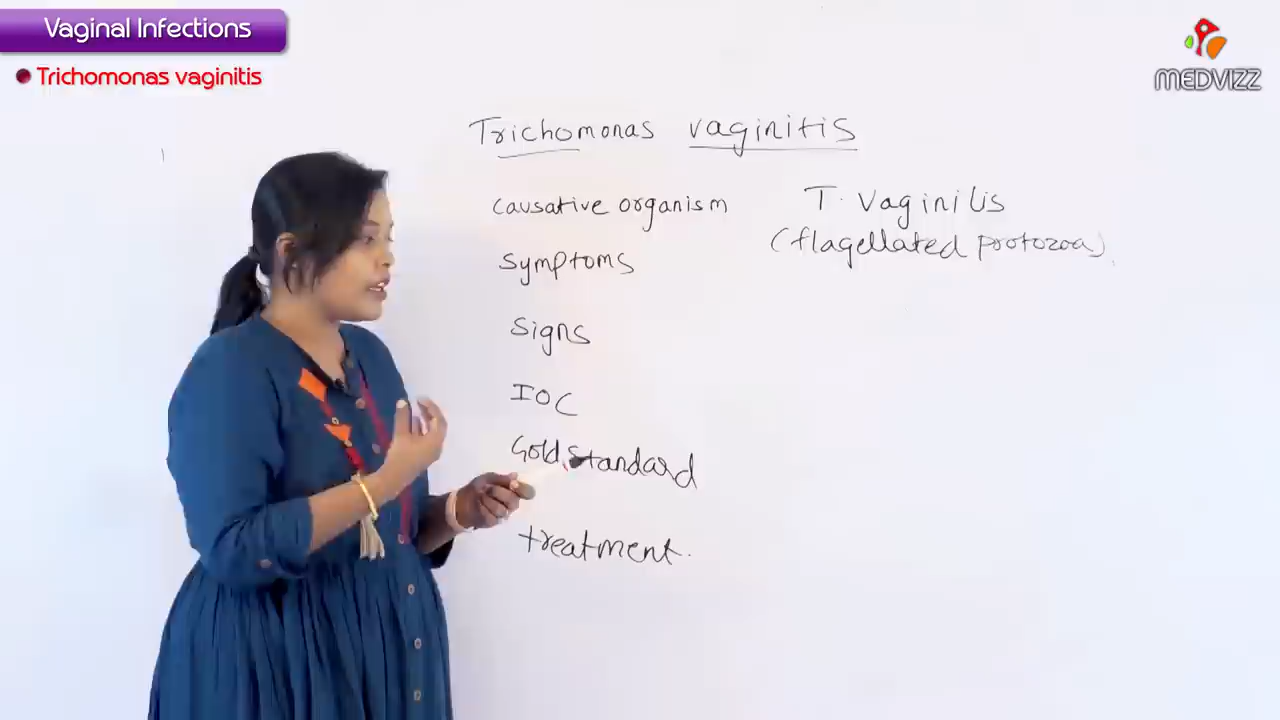 Vaginal Infections
Trichomonas vaginitis
MEDVIZZ
Trichomonas vaginitis
causative organism
T. Vaginilis
(flagellated protozoa)
symptoms
signs
IOC
Gold standard
treatment.